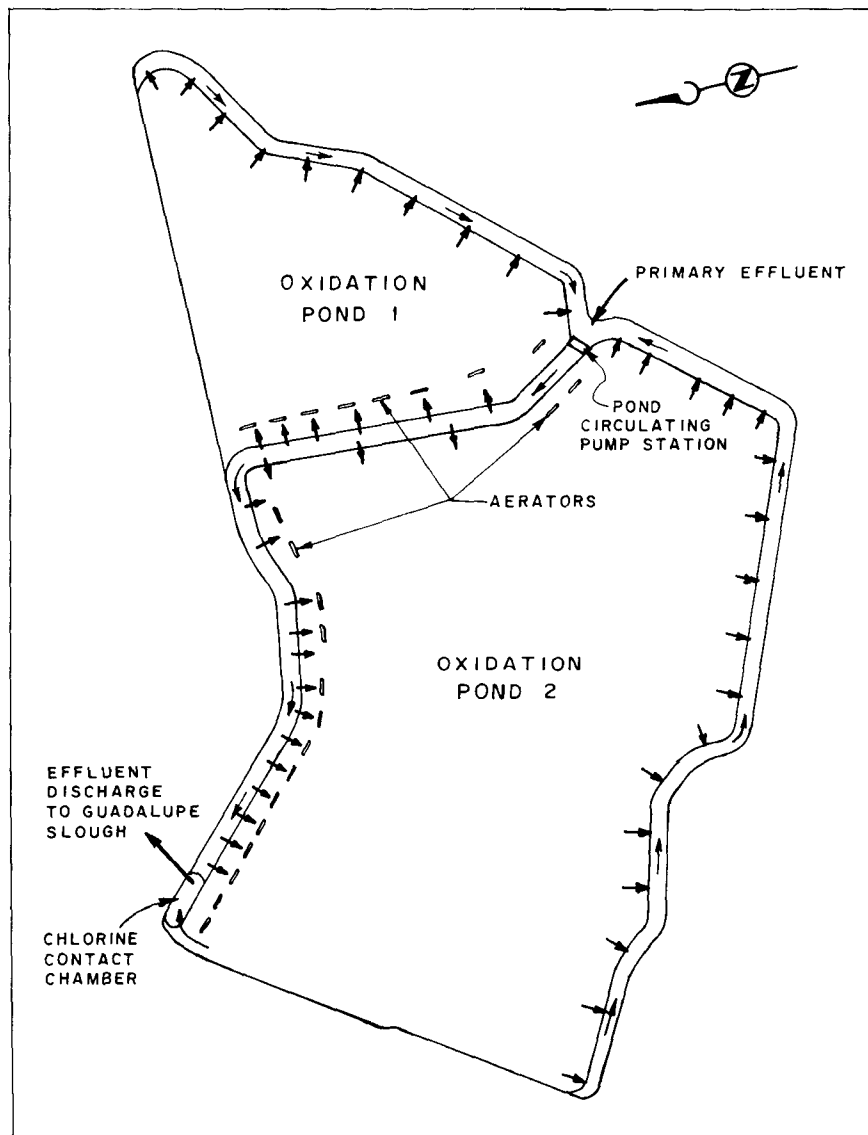 N
PRIMARY EFFLUENT
OXIDATION
POND 1
POND
CIRCULATING
PUMP STATION
AERATORS
OXIDATION
POND 2
EFFLUENT
DISCHARGE
TO GUADALUPE
SLOUGH
CHLORINE
CONTACT
CHAMBER